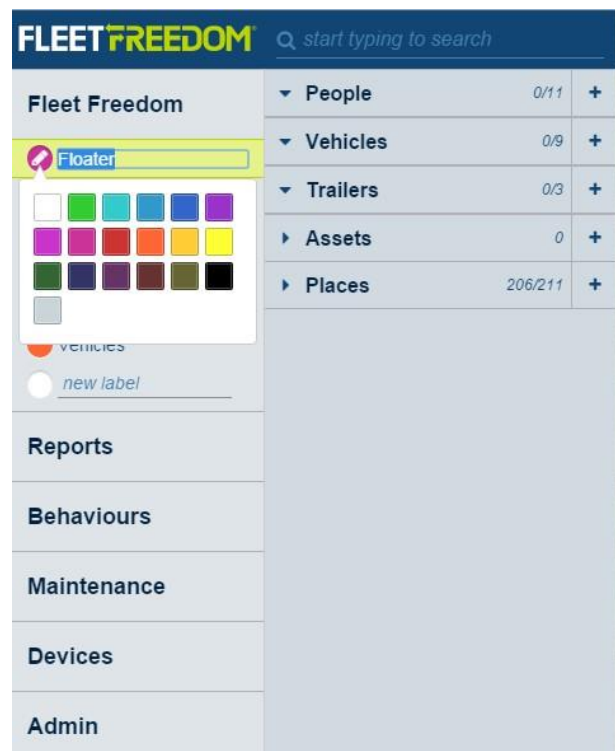 FLEETFREEDOM
start typing to search
Fleet Freedom
Floater
vehicles
new label
Reports
Behaviours
Maintenance
Devices
Admin
People 0/11 +
Vehicles 0/9 +
Trailers 0/3 +
Assets 0 +
Places 206/211 +